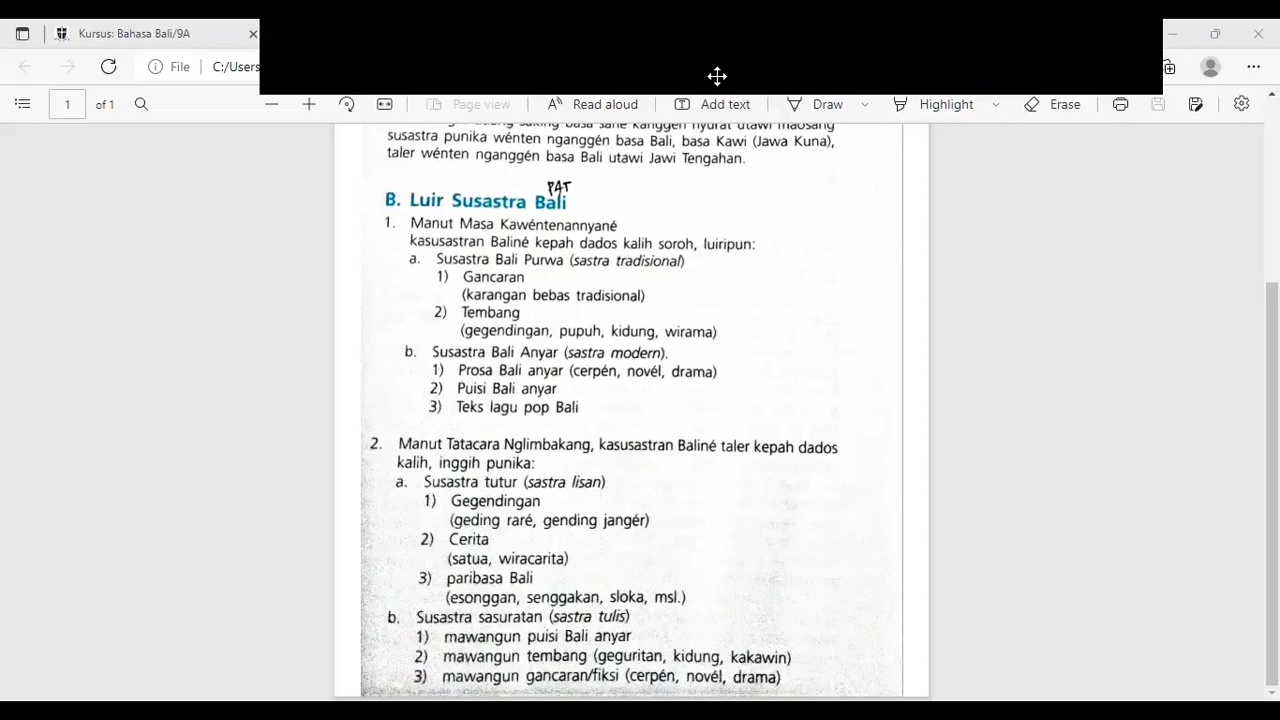 Kursus: Bahasa Bali/9A
File C:/Users
1 of 1 Page view Read aloud Add text Draw Highlight Erase
susastra punika wénten nganggén basa Bali, basa Kawi (Jawa Kuna),
taler wénten nganggén basa Bali utawi Jawi Tengahan.
PAT
B. Luir Susastra Bali
1. Manut Masa Kawéntenannyané
kasusastran Baliné kepah dados kalih soroh, luiripun:
a. Susastra Bali Purwa (sastra tradisional)
1) Gancaran
(karangan bebas tradisional)
2) Tembang
(gegendingan, pupuh, kidung, wirama)
b. Susastra Bali Anyar (sastra modern).
1) Prosa Bali anyar (cerpén, novél, drama)
2) Puisi Bali anyar
3) Teks lagu pop Bali
2. Manut Tatacara Nglimbakang, kasusastran Baliné taler kepah dados
kalih, inggih punika:
a. Susastra tutur (sastra lisan)
1) Gegendingan
(geding raré, gending jangér)
2) Cerita
(satua, wiracarita)
3) paribasa Bali
(esonggan, senggakan, sloka, msl.)
b. Susastra sasuratan (sastra tulis)
1) mawangun puisi Bali anyar
2) mawangun tembang (geguritan, kidung, kakawin)
3) mawangun gancaran/fiksi (cerpén, novél, drama)